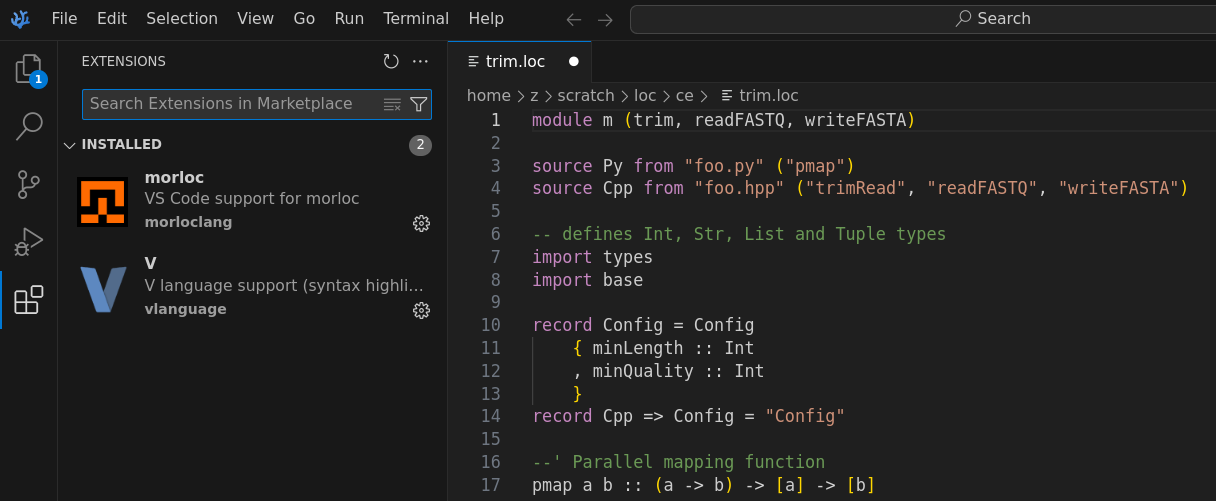 File Edit Selection View Go Run Terminal Help
Search
1
EXTENSIONS
Search Extensions in Marketplace
INSTALLED 2
morloc
VS Code support for morloc
morloclang
V
V language support (syntax highli...
vlanguage
trim.loc
home > z > scratch > loc > ce > trim.loc
1 module m (trim, readFASTQ, writeFASTA)
2
3 source Py from "foo.py" ("pmap")
4 source Cpp from "foo.hpp" ("trimRead", "readFASTQ", "writeFASTA")
5
6 -- defines Int, Str, List and Tuple types
7 import types
8 import base
9
10 record Config = Config
11     { minLength :: Int
12     , minQuality :: Int
13     }
14 record Cpp => Config = "Config"
15
16 --' Parallel mapping function
17 pmap a b :: (a -> b) -> [a] -> [b]